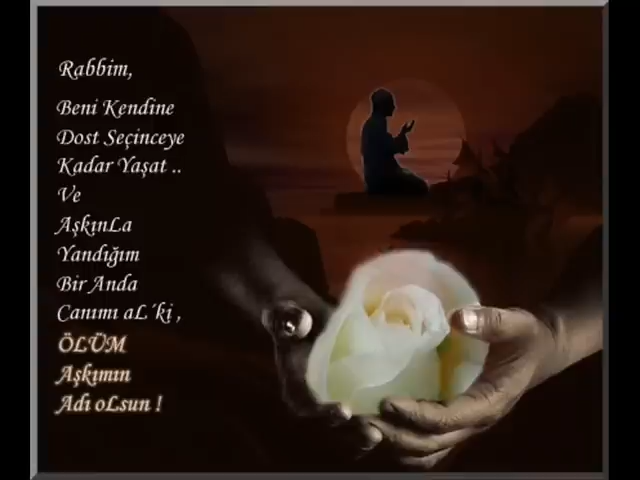 Rabbim,
Beni Kendine
Dost Seçinceye
Kadar Yaşat ..
Ve
AşkınLa
Yandığım
Bir Anda
Canımı aL´ki ,
ÖLÜM
Aşkımın
Adı oLsun !